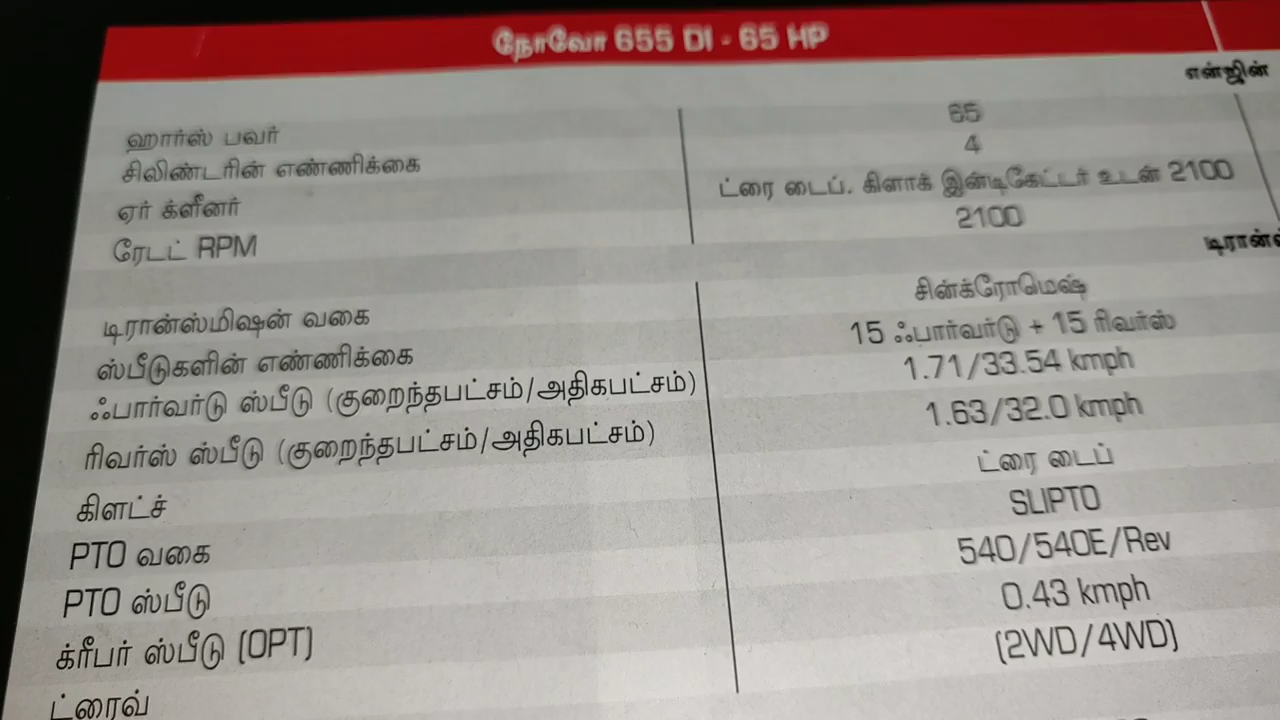 நோவோ 655 DI - 65 HP
என்ஜின்
ஹார்ஸ் பவர் 65
சிலிண்டரின் எண்ணிக்கை 4
ஏர் க்ளீனர் ட்ரை டைப். கிளாக் இன்டிகேட்டர் உடன் 2100
ரேடட் RPM 2100
டிரான்ஸ்மிஷன் வகை சின்க்ரோமெஷ்
ஸ்பீடுகளின் எண்ணிக்கை 15 ஃபார்வர்டு + 15 ரிவர்ஸ்
ஃபார்வர்டு ஸ்பீடு (குறைந்தபட்சம்/அதிகபட்சம்) 1.71/33.54 kmph
ரிவர்ஸ் ஸ்பீடு (குறைந்தபட்சம்/அதிகபட்சம்) 1.63/32.0 kmph
கிளட்ச் ட்ரை டைப்
PTO வகை SLIPTO
PTO ஸ்பீடு 540/540E/Rev
க்ரீபர் ஸ்பீடு (OPT) 0.43 kmph
ட்ரைவ் (2WD/4WD)